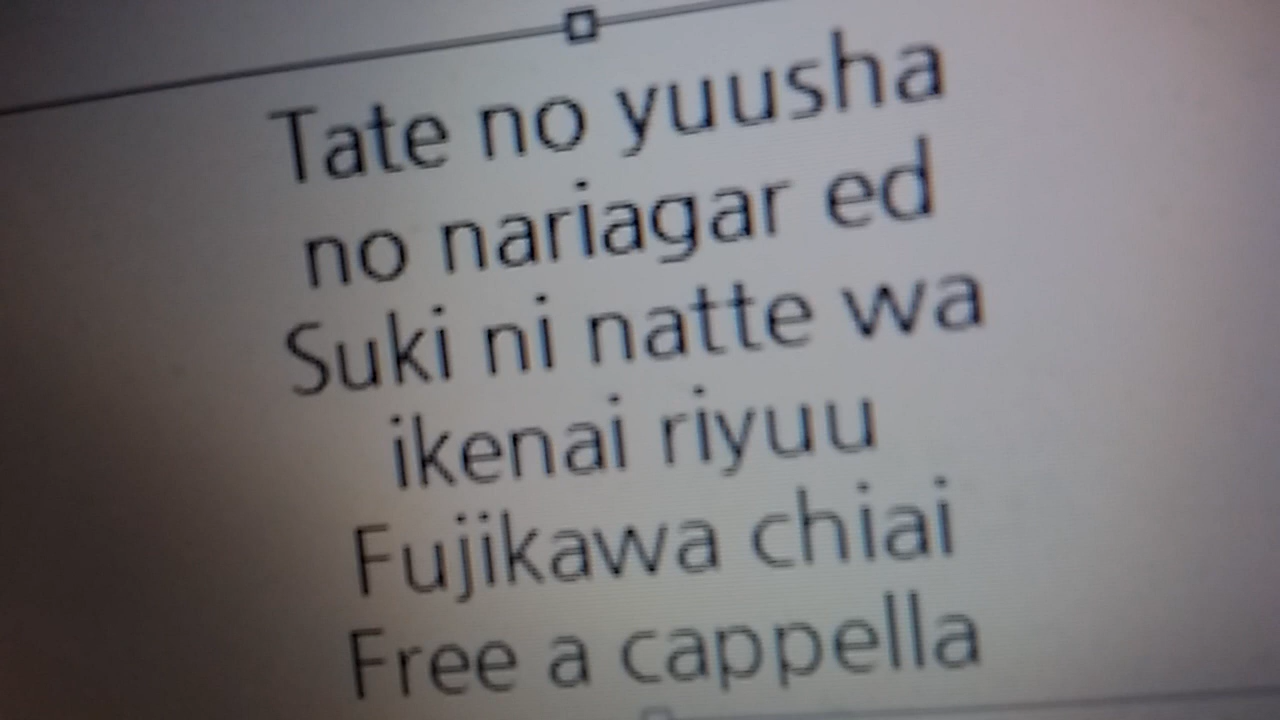 Tate no yuusha
no nariagar ed
Suki ni natte wa
ikenai riyuu
Fujikawa chiai
Free a cappella